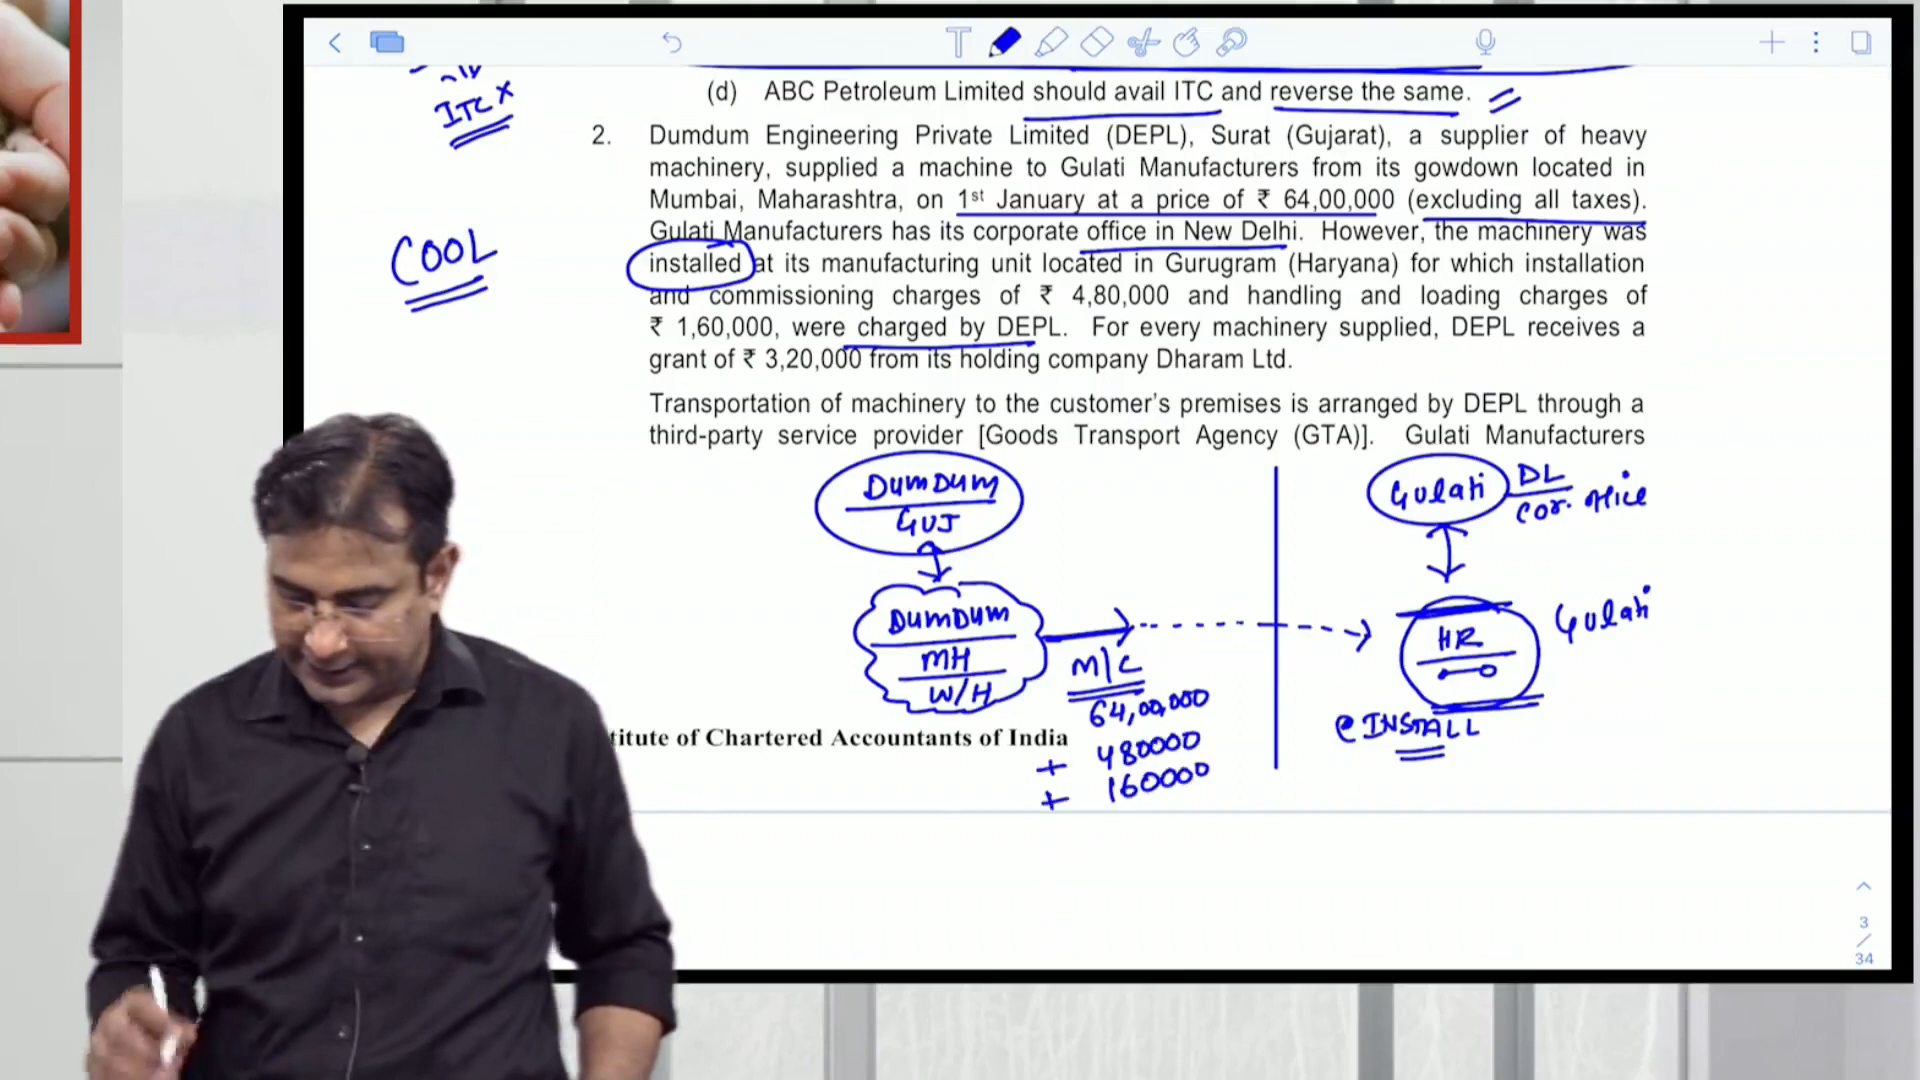 ITC X
(d) ABC Petroleum Limited should avail ITC and reverse the same.
2. Dumdum Engineering Private Limited (DEPL), Surat (Gujarat), a supplier of heavy
machinery, supplied a machine to Gulati Manufacturers from its gowdown located in
Mumbai, Maharashtra, on 1st January at a price of ₹ 64,00,000 (excluding all taxes).
Gulati Manufacturers has its corporate office in New Delhi. However, the machinery was
installed at its manufacturing unit located in Gurugram (Haryana) for which installation
and commissioning charges of ₹ 4,80,000 and handling and loading charges of
₹ 1,60,000, were charged by DEPL. For every machinery supplied, DEPL receives a
grant of ₹ 3,20,000 from its holding company Dharam Ltd.
COOL
Transportation of machinery to the customer's premises is arranged by DEPL through a
third-party service provider [Goods Transport Agency (GTA)]. Gulati Manufacturers
DUMDUM
GUJ
Gulati DL
Cor. office
DUMDUM
MH
W/H
M/C
64,00,000
+ 480000
+ 160000
HR
Gulati
@ INSTALL
titute of Chartered Accountants of India
3
/
34